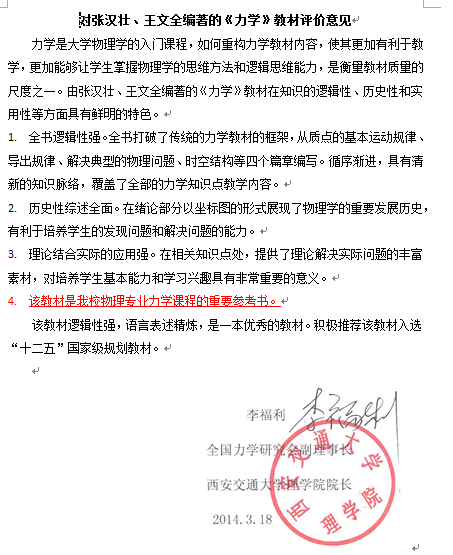 对张汉壮、王文全编著的《力学》教材评价意见
力学是大学物理学的入门课程，如何重构力学教材内容，使其更加有利于教
学，更加能够让学生掌握物理学的思维方法和逻辑思维能力，是衡量教材质量的
尺度之一。由张汉壮、王文全编著的《力学》教材在知识的逻辑性、历史性和实
用性等方面具有鲜明的特色。
1. 全书逻辑性强。全书打破了传统的力学教材的框架，从质点的基本运动规律、
导出规律、解决典型的物理问题、时空结构等四个篇章编写。循序渐进，具有清
新的知识脉络，覆盖了全部的力学知识点教学内容。
2. 历史性综述全面。在绪论部分以坐标图的形式展现了物理学的重要发展历史，
有利于培养学生的发现问题和解决问题的能力。
3. 理论结合实际的应用强。在相关知识点处，提供了理论解决实际问题的丰富
素材，对培养学生基本能力和学习兴趣具有非常重要的意义。
4. 该教材是我校物理专业力学课程的重要参考书。
该教材逻辑性强，语言表述精炼，是一本优秀的教材。积极推荐该教材入选
“十二五”国家级规划教材。
李福利 李福利
全国力学研究会副理事长
西安交通大学理学院院长
2014.3.18
西安交通大学
理学院